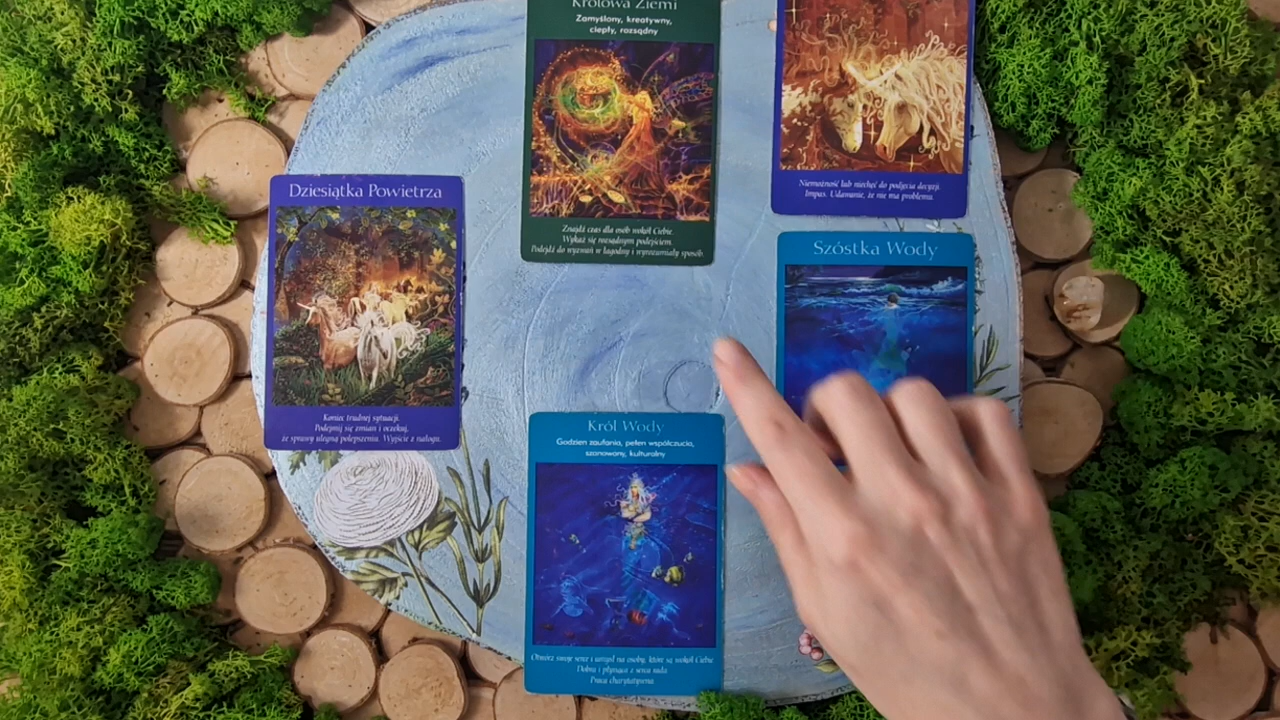 Królowa Ziemi
Zamyślony, kreatywny,
ciepły, rozsądny
Znajdź czas dla osób wokół Ciebie.
Wykaż się rozsądnym podejściem.
Podejdź do wyzwań w łagodny i wyrozumiały sposób.
Niemożność lub niechęć do podjęcia decyzji.
Impas. Udawanie, że nie ma problemu.
Dziesiątka Powietrza
Koniec trudnej sytuacji.
Podejmij się zmian i oczekuj,
że sprawy ulegną polepszeniu. Wyjście z nałogu.
Szóstka Wody
Król Wody
Godzien zaufania, pełen współczucia,
szanowany, kulturalny
Otwórz swoje serce i umysł na osoby, które są wokół Ciebie.
Dobra i płynąca z serca rada.
Praca charytatywna.